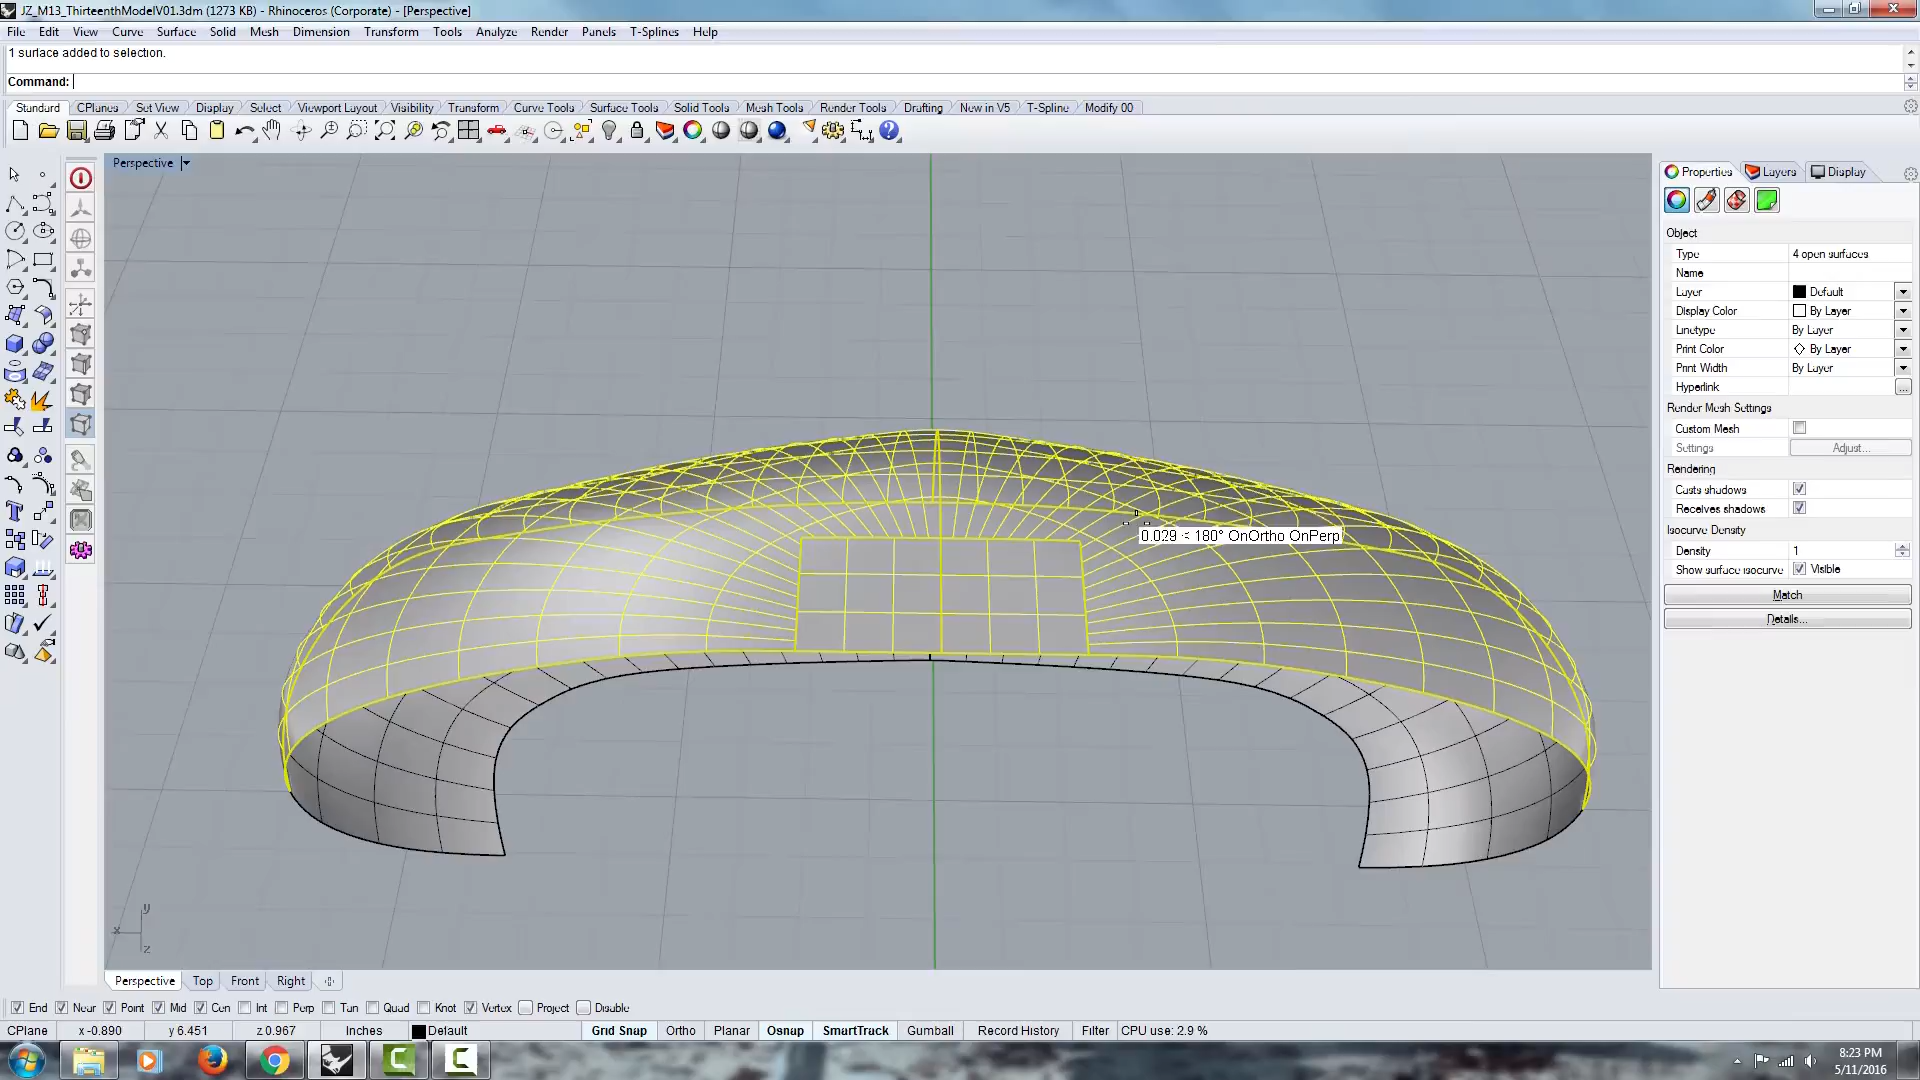 JZ_M13_ThirteenthModelV01.3dm (1273 KB) - Rhinoceros (Corporate) - [Perspective]
File Edit View Curve Surface Solid Mesh Dimension Transform Tools Analyze Render Panels T-Splines Help
1 surface added to selection.
Command:
Standard CPlanes Set View Display Select Viewport Layout Visibility Transform Curve Tools Surface Tools Solid Tools Mesh Tools Render Tools Drafting New in V5 T-Spline Modify 00
Perspective
Properties Layers Display
Object
Type 4 open surfaces
Name
Layer Default
Display Color By Layer
Linetype By Layer
Print Color By Layer
Print Width By Layer
Hyperlink ...
Render Mesh Settings
Custom Mesh
Settings Adjust...
Rendering
Casts shadows
Receives shadows
Isocurve Density
Density 1
Show surface isocurve Visible
Match
Details...
0.029 < 180° OnOrtho OnPerp
y
x
z
Perspective Top Front Right
End Near Point Mid Cen Int Perp Tan Quad Knot Vertex Project Disable
CPlane x -0.890 y 6.451 z 0.967 Inches Default Grid Snap Ortho Planar Osnap SmartTrack Gumball Record History Filter CPU use: 2.9 %
8:23 PM
5/11/2016